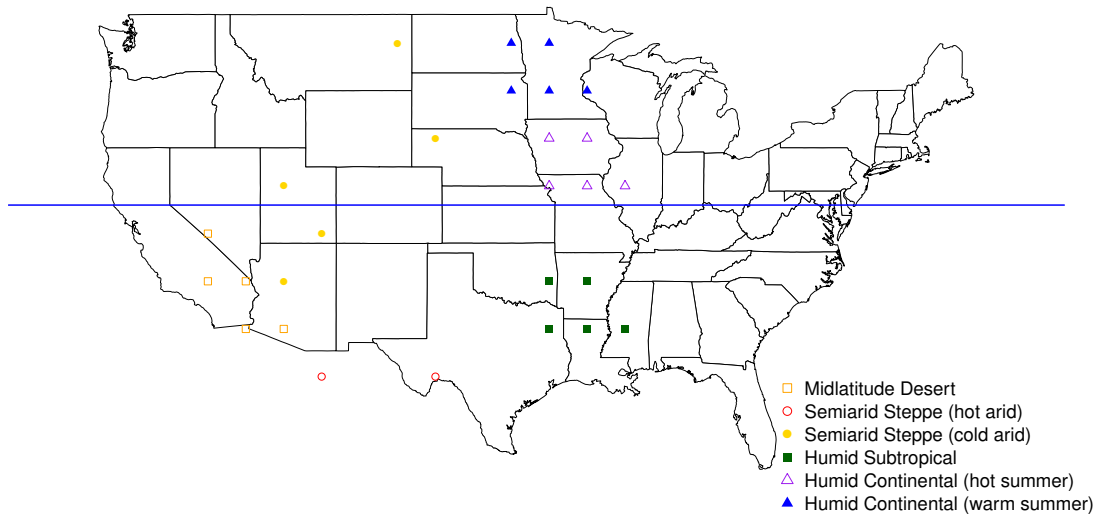 Midlatitude Desert
Semiarid Steppe (hot arid)
Semiarid Steppe (cold arid)
Humid Subtropical
Humid Continental (hot summer)
Humid Continental (warm summer)